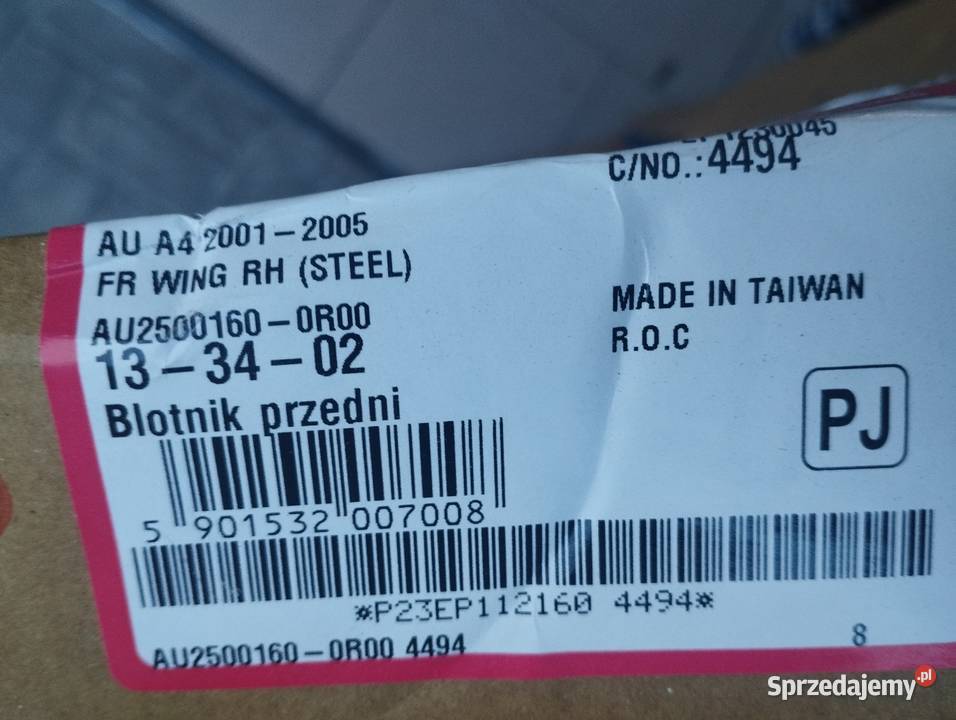 C/NO.:4494
AU A4 2001-2005
FR WING RH (STEEL)
AU2500160-0R00
13-34-02
Blotnik przedni
MADE IN TAIWAN
R.O.C
PJ
5 901532 007008
*P23EP112160 4494*
AU2500160-0R00 4494
8
Sprzedajemy.pl